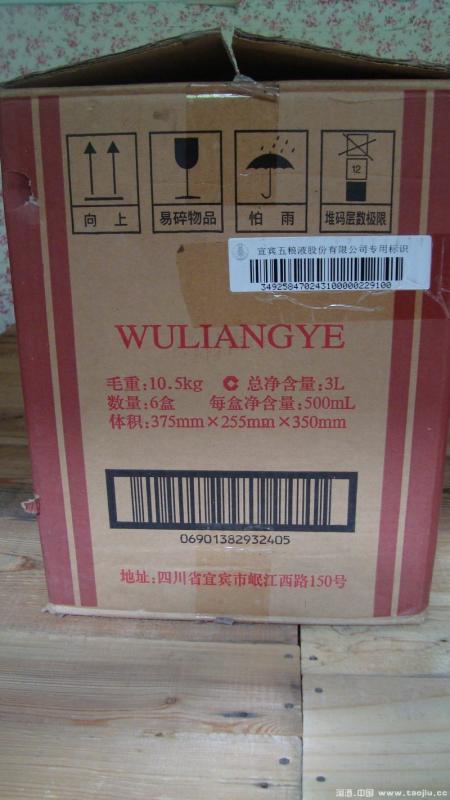 向上
易碎物品
怕雨
12
堆码层数极限
宜宾五粮液股份有限公司专用标识
349258470243100000229100
WULIANGYE
毛重:10.5kg 总净含量:3L
数量:6盒 每盒净含量:500mL
体积:375mm×255mm×350mm
06901382932405
地址:四川省宜宾市岷江西路150号
淘酒.中国 www.taojiu.cc